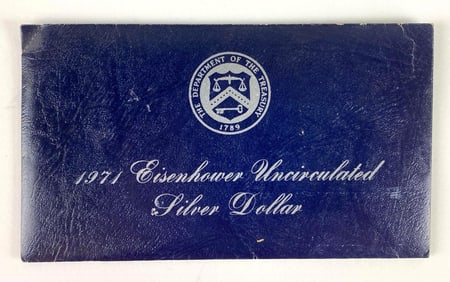 THE DEPARTMENT OF THE TREASURY
1789
1971 Eisenhower Uncirculated
Silver Dollar